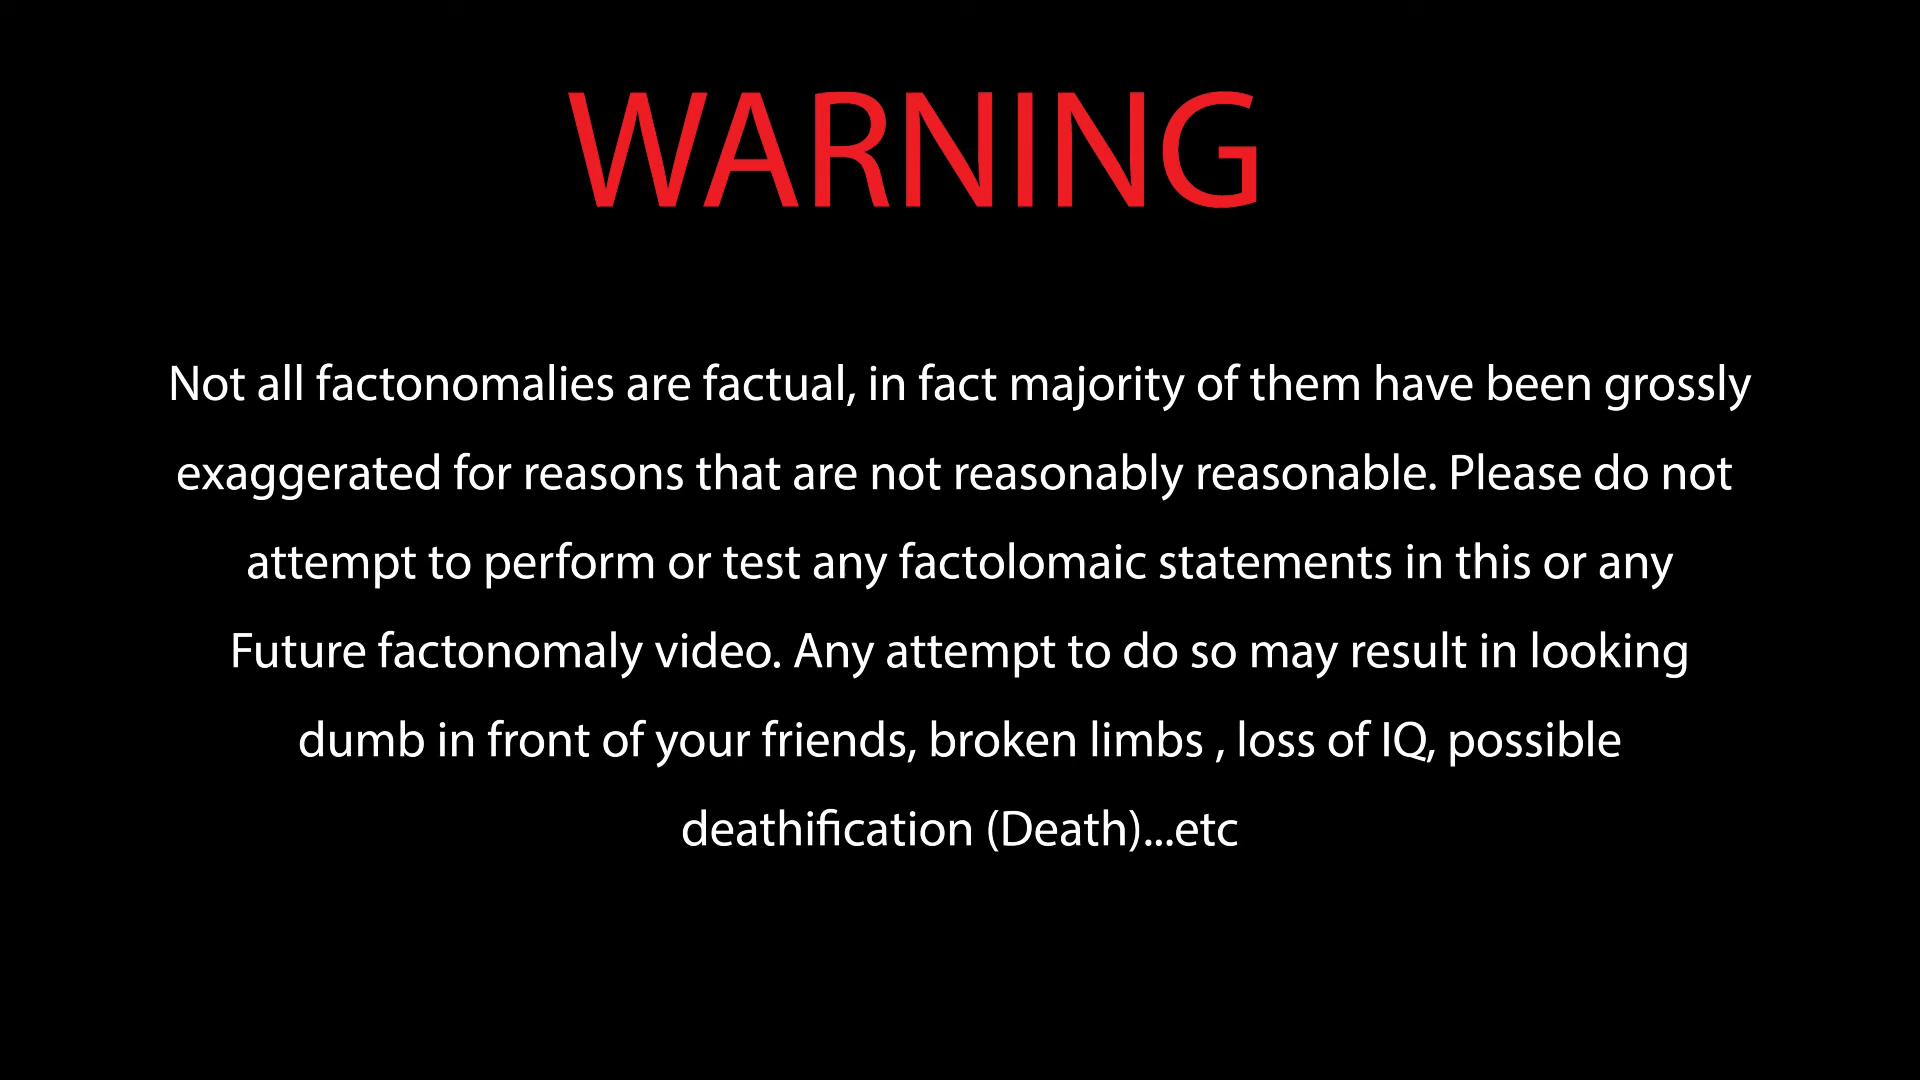 WARNING
Not all factonomalies are factual, in fact majority of them have been grossly
exaggerated for reasons that are not reasonably reasonable. Please do not
attempt to perform or test any factolomaic statements in this or any
Future factonomaly video. Any attempt to do so may result in looking
dumb in front of your friends, broken limbs , loss of IQ, possible
deathification (Death)...etc